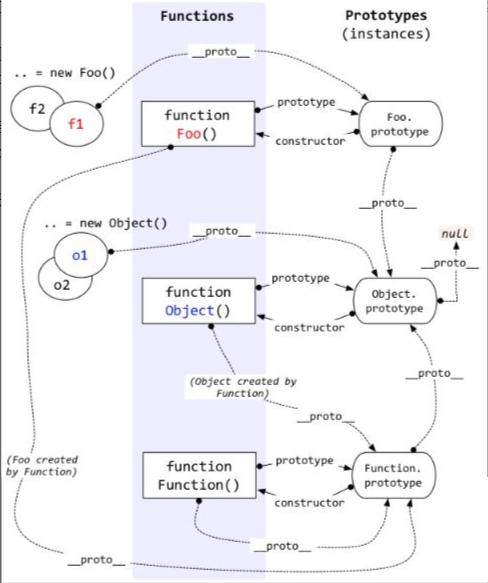 Functions
Prototypes
(instances)
__proto__
.. = new Foo()
f2
f1
function
Foo()
prototype
constructor
Foo.
prototype
__proto__
.. = new Object()
__proto__
null
__proto__
o1
o2
function
Object()
prototype
constructor
Object.
prototype
(Object created by
Function)
__proto__
__proto__
(Foo created
by Function)
function
Function()
prototype
constructor
Function.
prototype
__proto__
__proto__